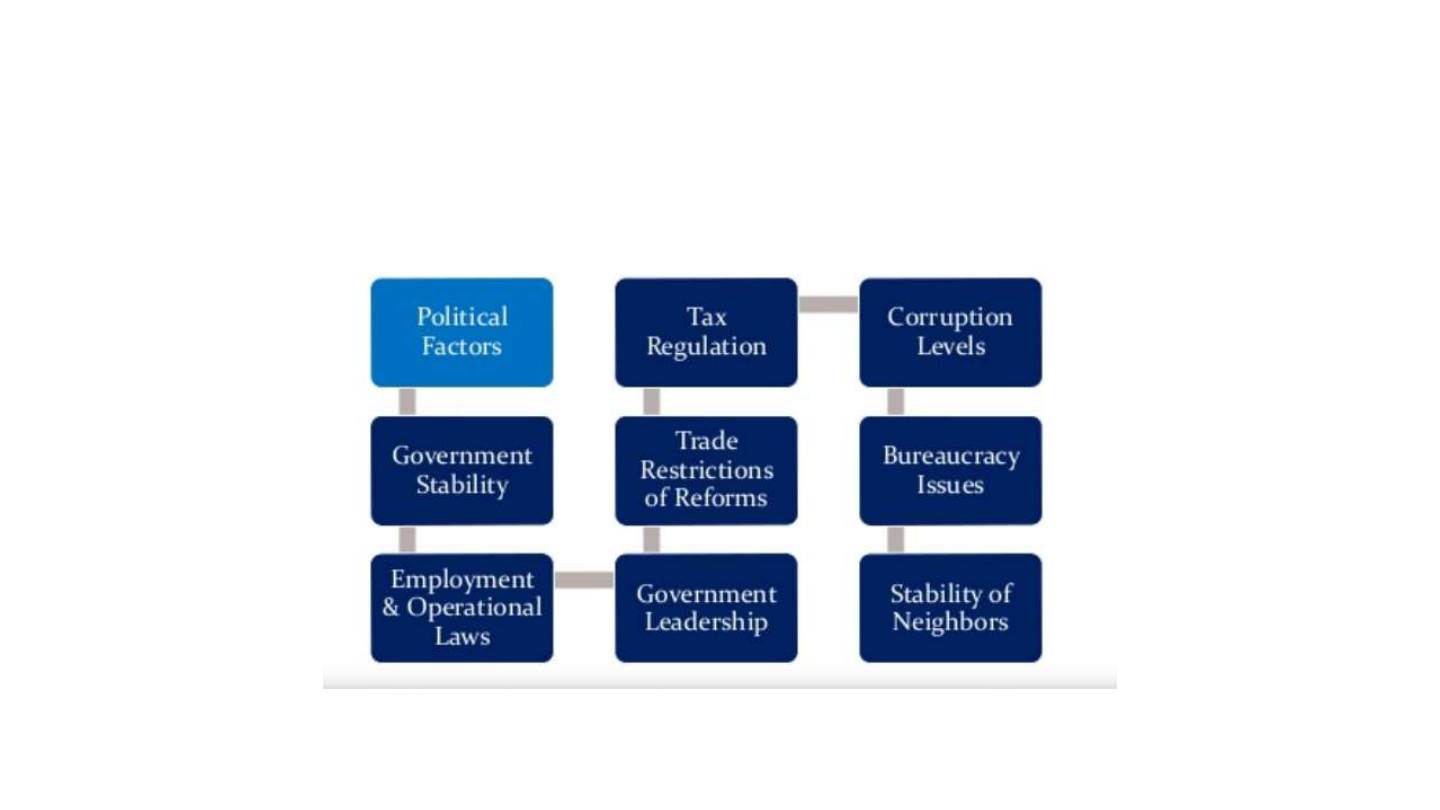 Political
Factors
Government
Stability
Employment
& Operational
Laws
Government
Leadership
Trade
Restrictions
of Reforms
Tax
Regulation
Corruption
Levels
Bureaucracy
Issues
Stability of
Neighbors